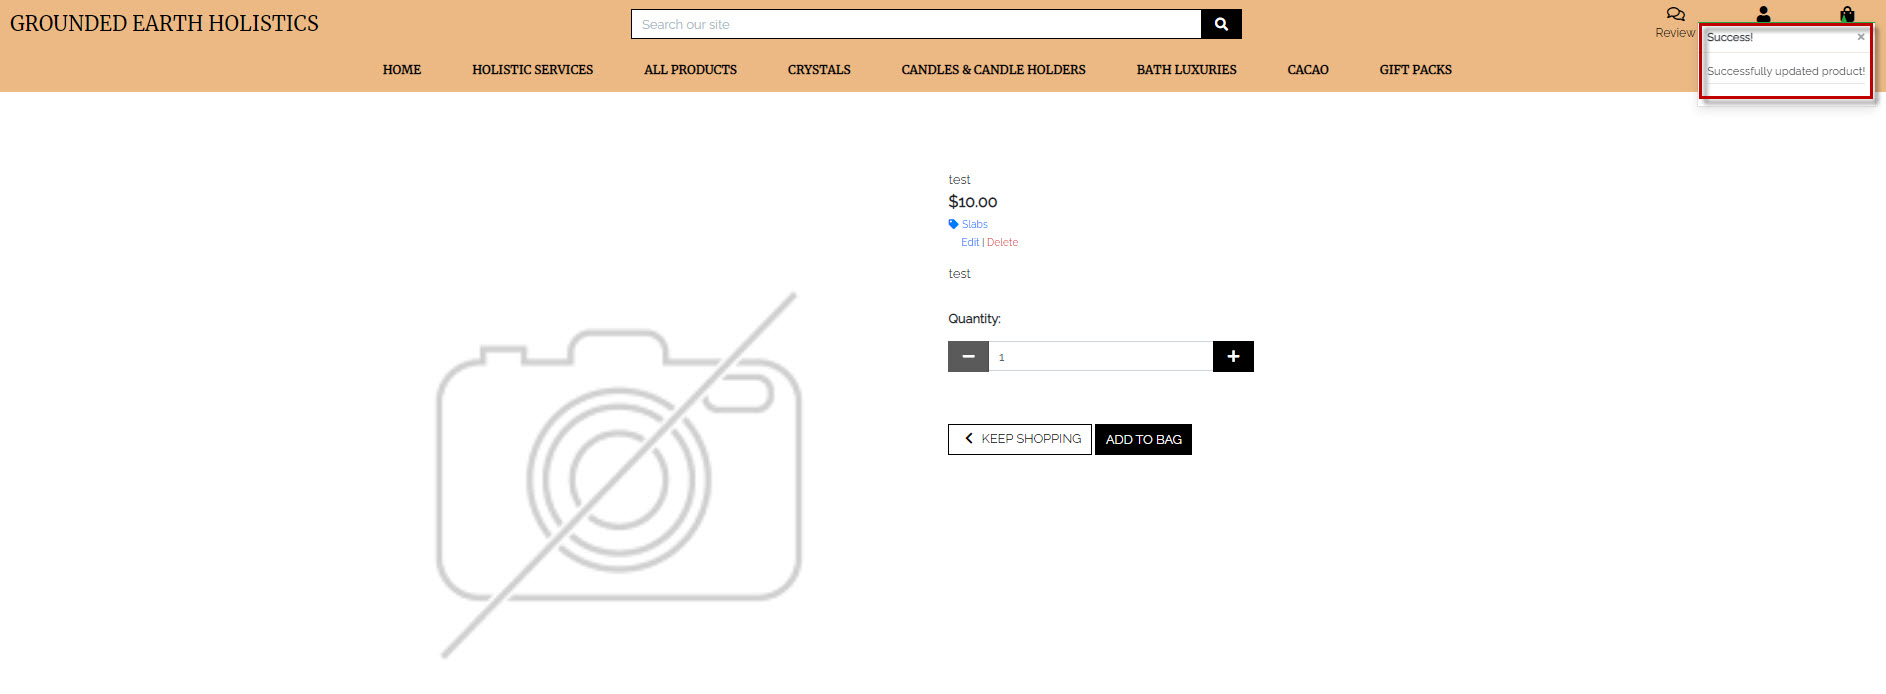 GROUNDED EARTH HOLISTICS
Search our site
Review
HOME HOLISTIC SERVICES ALL PRODUCTS CRYSTALS CANDLES & CANDLE HOLDERS BATH LUXURIES CACAO GIFT PACKS
Success! ×
Successfully updated product!
test
$10.00
Slabs
Edit | Delete
test
Quantity:
1
KEEP SHOPPING ADD TO BAG